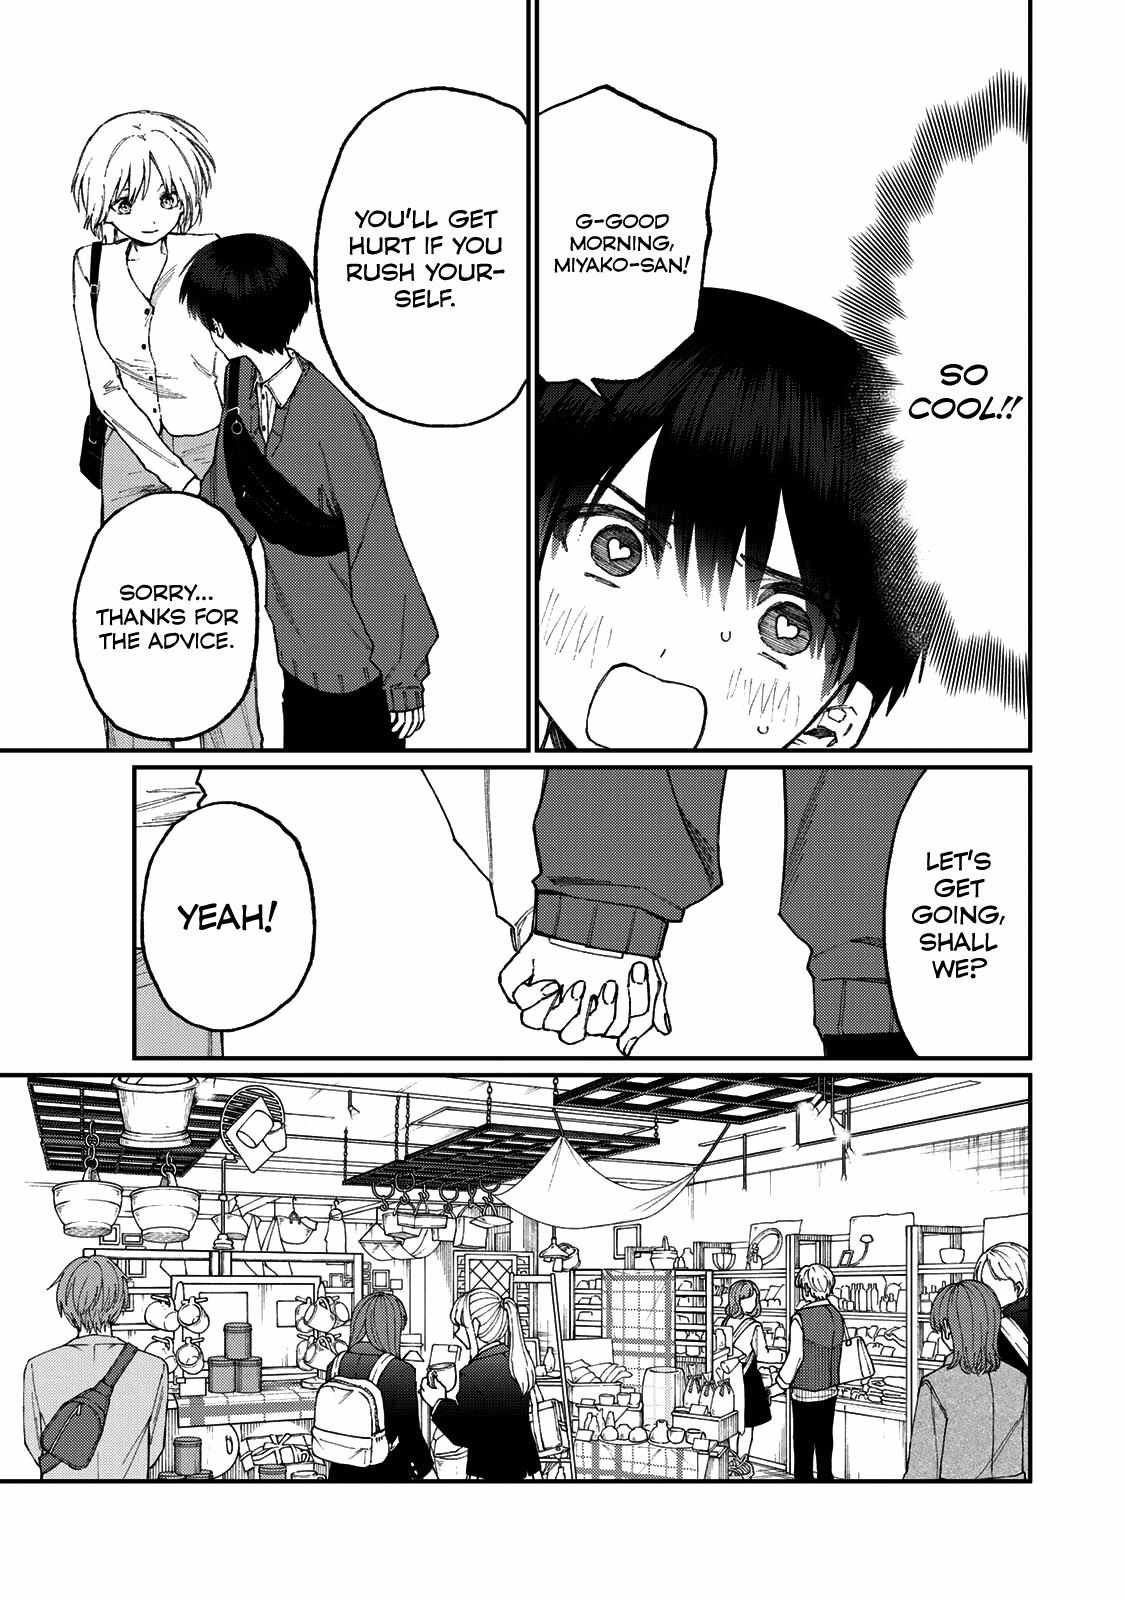 SO
COOL!!
G-GOOD
MORNING,
MIYAKO-SAN!
YOU'LL GET
HURT IF YOU
RUSH YOUR-
SELF.
SORRY...
THANKS FOR
THE ADVICE.
LET'S
GET
GOING,
SHALL
WE?
YEAH!